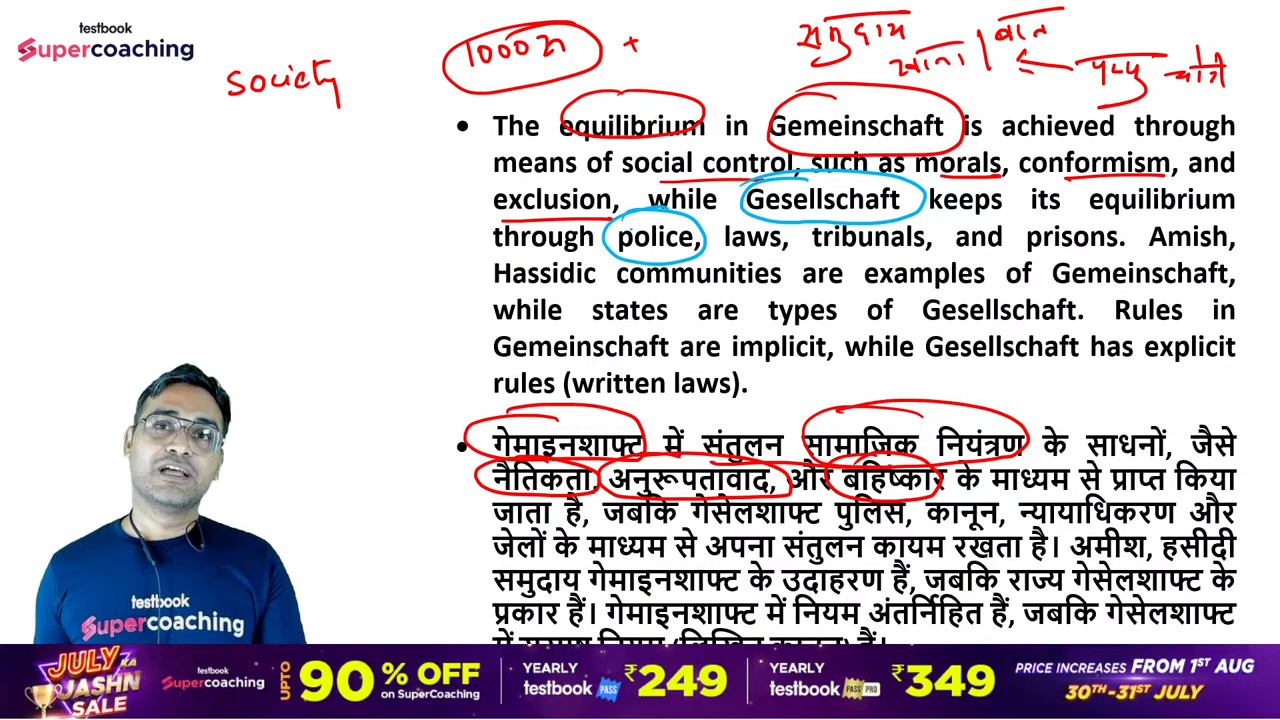 testbook
Supercoaching
society
1000 +
समुदाय
खाना
• The equilibrium in Gemeinschaft is achieved through
means of social control, such as morals, conformism, and
exclusion, while Gesellschaft keeps its equilibrium
through police, laws, tribunals, and prisons. Amish,
Hassidic communities are examples of Gemeinschaft,
while states are types of Gesellschaft. Rules in
Gemeinschaft are implicit, while Gesellschaft has explicit
rules (written laws).
• गेमाइनशाफ्ट में संतुलन सामाजिक नियंत्रण के साधनों, जैसे
नैतिकता, अनुरूपतावाद, और बहिष्कार के माध्यम से प्राप्त किया
जाता है, जबकि गेसेलशाफ्ट पुलिस, कानून, न्यायाधिकरण और
जेलों के माध्यम से अपना संतुलन कायम रखता है। अमीश, हसीदी
समुदाय गेमाइनशाफ्ट के उदाहरण हैं, जबकि राज्य गेसेलशाफ्ट के
प्रकार हैं। गेमाइनशाफ्ट में नियम अंतर्निहित हैं, जबकि गेसेलशाफ्ट
testbook
Supercoaching
JULY KA JASHN SALE
testbook Supercoaching
UPTO 90% OFF on SuperCoaching
YEARLY testbook PASS ₹249
YEARLY testbook PASS PRO ₹349
PRICE INCREASES FROM 1ST AUG
30TH-31ST JULY